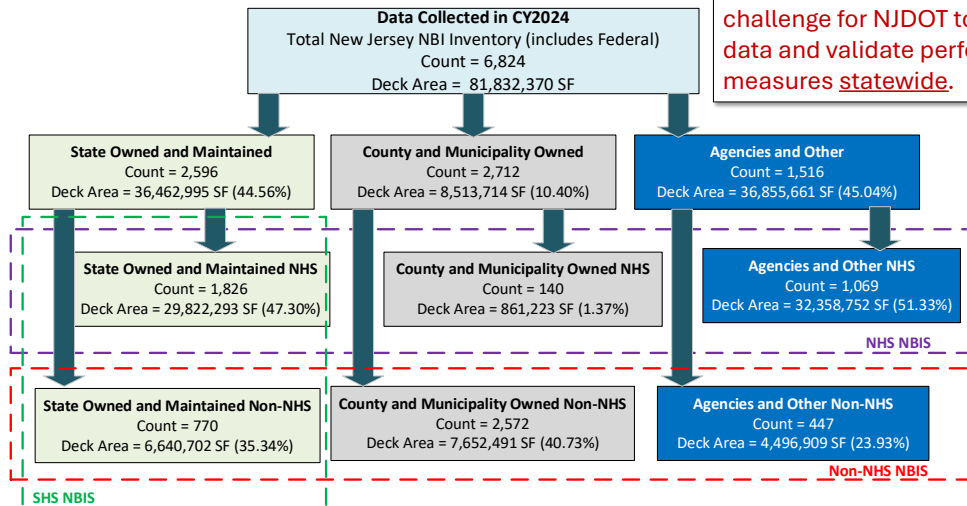 Data Collected in CY2024
Total New Jersey NBI Inventory (includes Federal)
Count = 6,824
Deck Area = 81,832,370 SF
challenge for NJDOT to
data and validate
measures statewide.
State Owned and Maintained
Count = 2,596
Deck Area = 36,462,995 SF (44.56%)
County and Municipality Owned
Count = 2,712
Deck Area = 8,513,714 SF (10.40%)
Agencies and Other
Count = 1,516
Deck Area = 36,855,661 SF (45.04%)
State Owned and Maintained NHS
Count = 1,826
Deck Area = 29,822,293 SF (47.30%)
County and Municipality Owned NHS
Count = 140
Deck Area = 861,223 SF (1.37%)
Agencies and Other NHS
Count = 1,069
Deck Area = 32,358,752 SF (51.33%)
NHS NBIS
State Owned and Maintained Non-NHS
Count = 770
Deck Area = 6,640,702 SF (35.34%)
County and Municipality Owned Non-NHS
Count = 2,572
Deck Area = 7,652,491 SF (40.73%)
Agencies and Other Non-NHS
Count = 447
Deck Area = 4,496,909 SF (23.93%)
Non-NHS NBIS
SHS NBIS